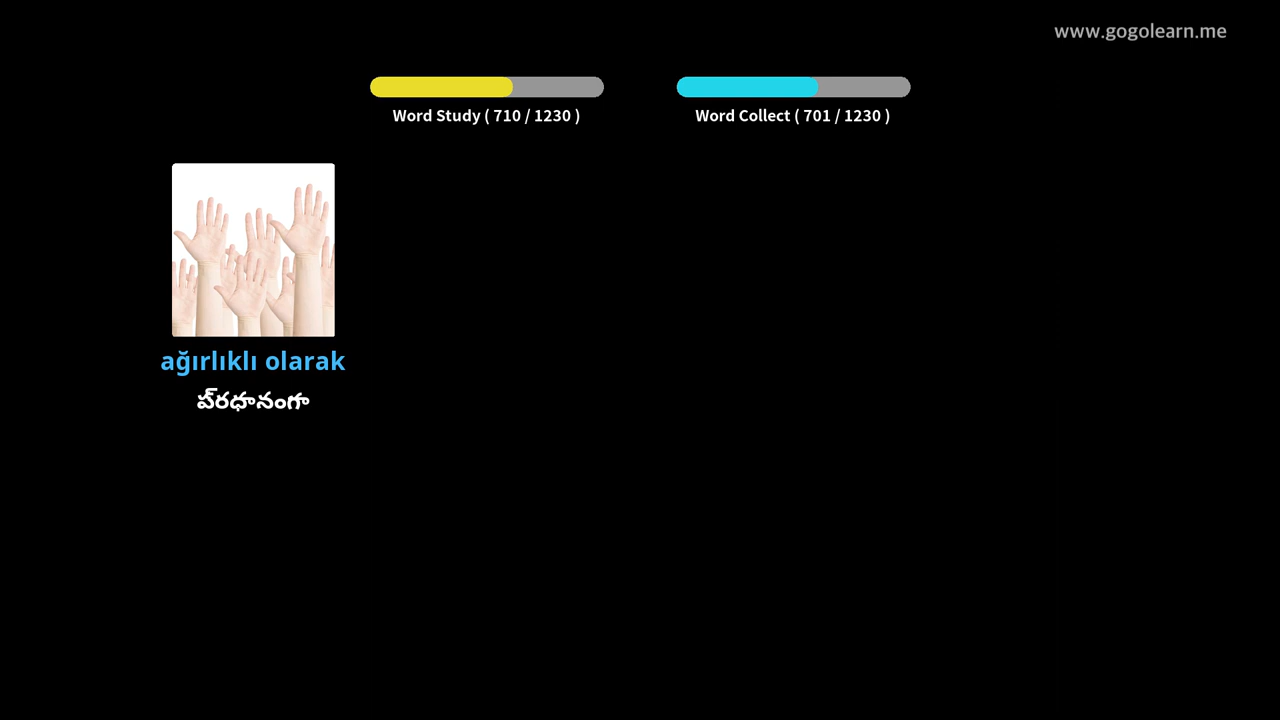 www.gogolearn.me
Word Study ( 710 / 1230 )
Word Collect ( 701 / 1230 )
ağırlıklı olarak
ప్రధానంగా